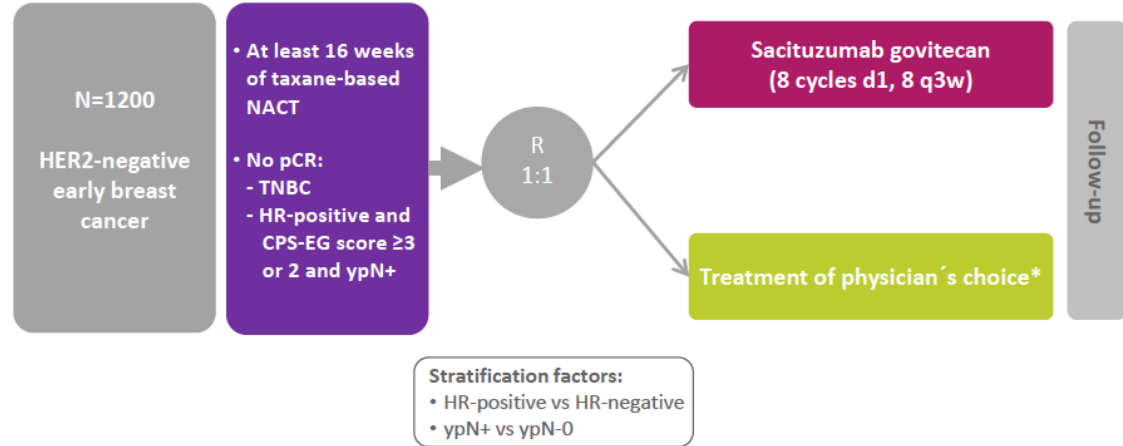 N=1200
HER2-negative
early breast
cancer
• At least 16 weeks
of taxane-based
NACT
• No pCR:
- TNBC
- HR-positive and
CPS-EG score ≥3
or 2 and ypN+
R
1:1
Sacituzumab govitecan
(8 cycles d1, 8 q3w)
Treatment of physician´s choice*
Follow-up
Stratification factors:
• HR-positive vs HR-negative
• ypN+ vs ypN-0